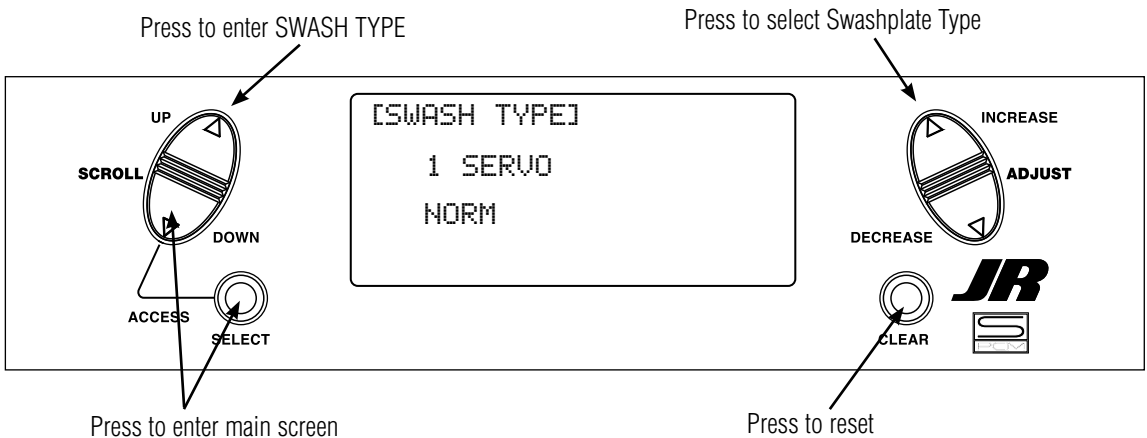 Press to enter SWASH TYPE
Press to select Swashplate Type
UP
SCROLL
DOWN
ACCESS
SELECT
[SWASH TYPE]
1 SERVO
NORM
INCREASE
ADJUST
DECREASE
CLEAR
JR
S
PCM
Press to enter main screen
Press to reset